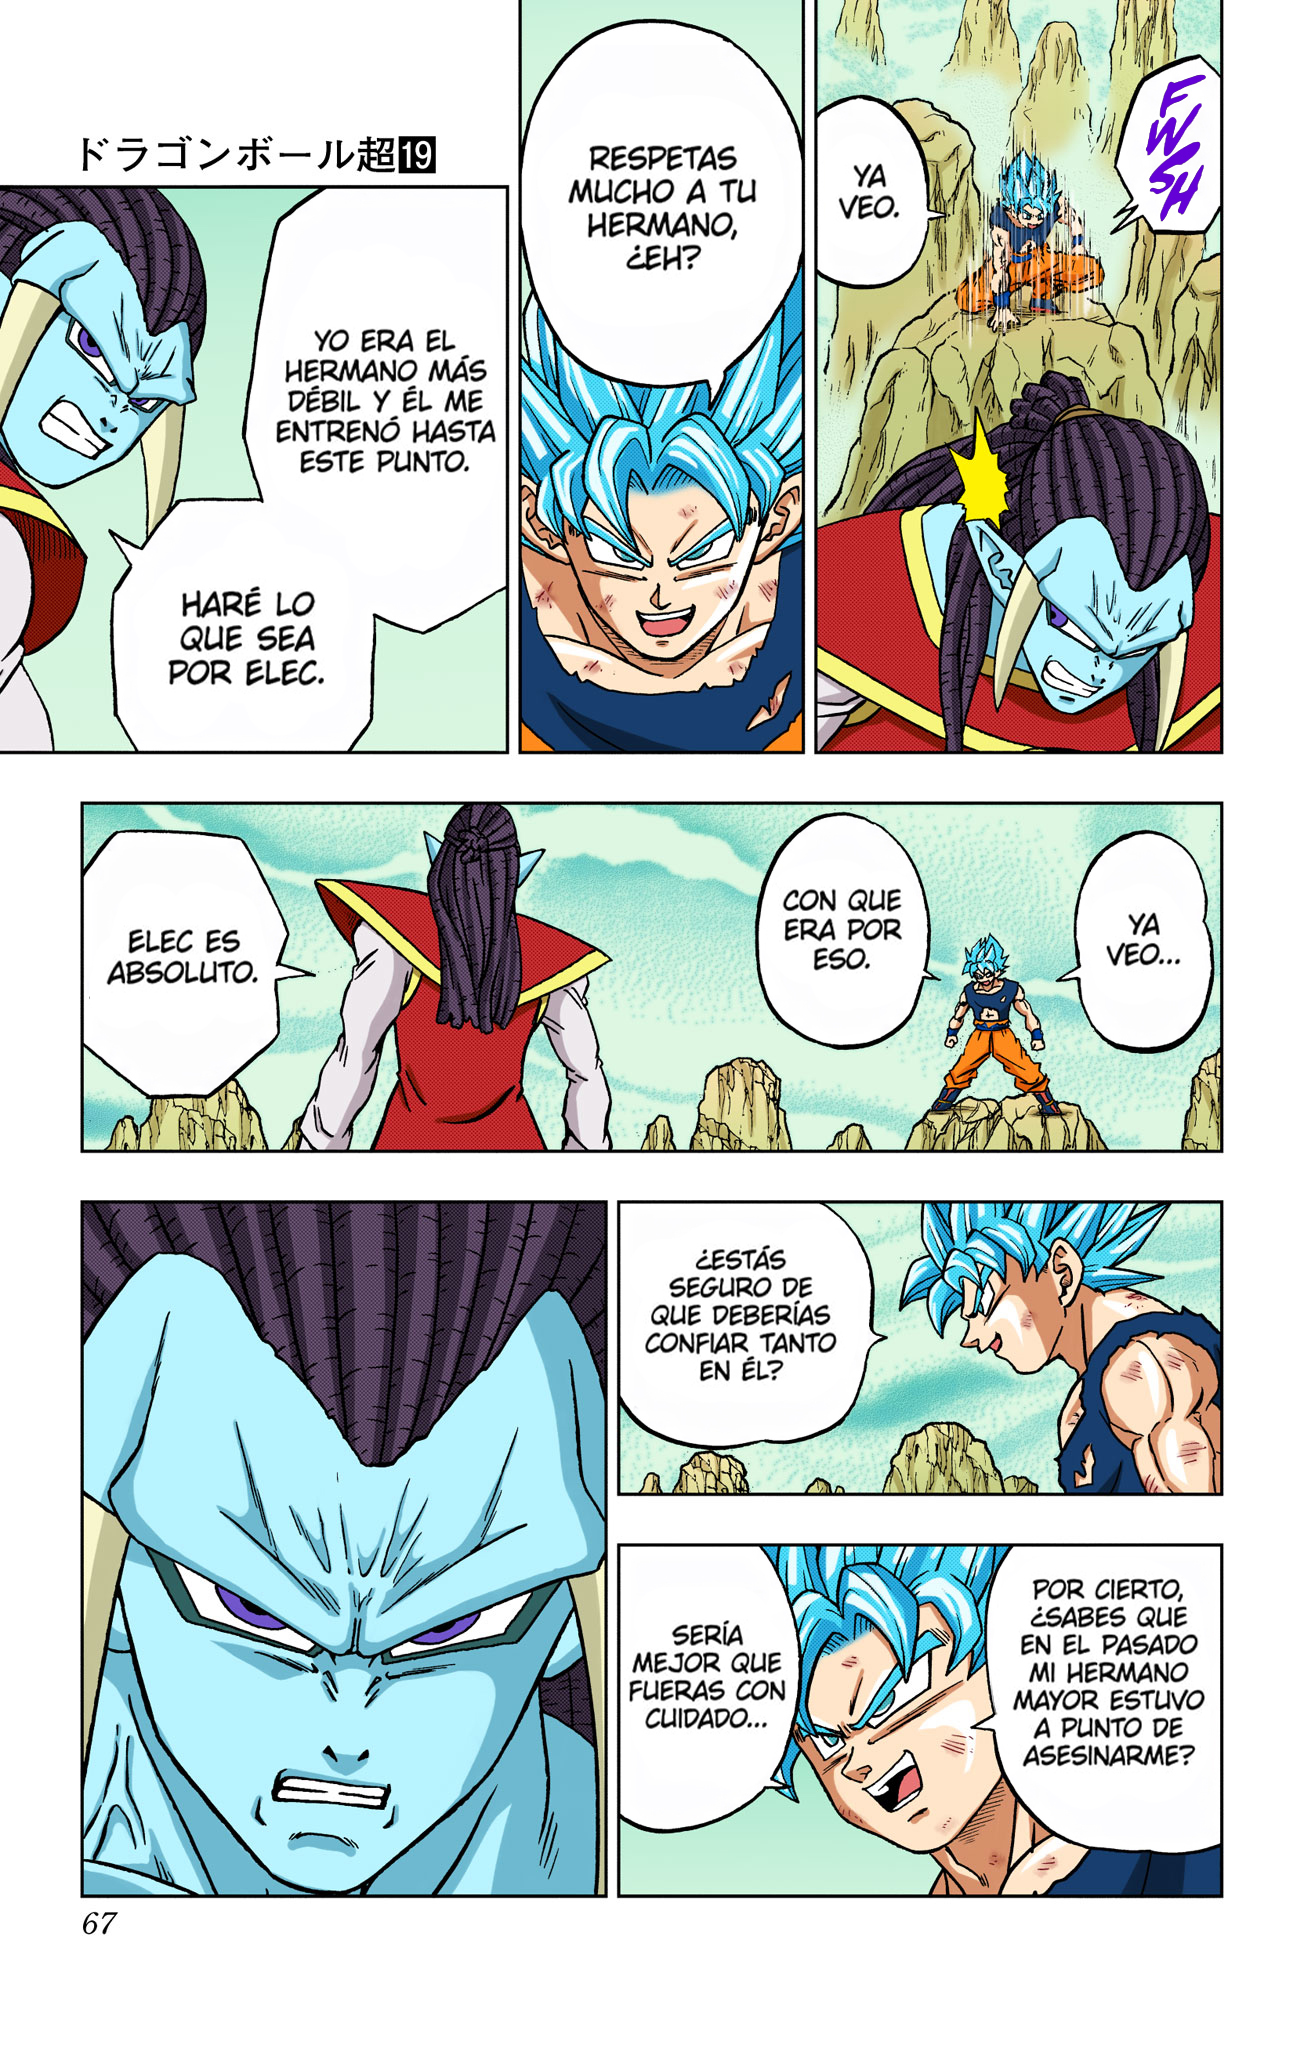 ドラゴンボール超19
FWSH
YA
VEO.
RESPETAS
MUCHO A TU
HERMANO,
¿EH?
YO ERA EL
HERMANO MÁS
DÉBIL Y ÉL ME
ENTRENÓ HASTA
ESTE PUNTO.
HARÉ LO
QUE SEA
POR ELEC.
YA
VEO...
CON QUE
ERA POR
ESO.
ELEC ES
ABSOLUTO.
¿ESTÁS
SEGURO DE
QUE DEBERÍAS
CONFIAR TANTO
EN ÉL?
POR CIERTO,
¿SABES QUE
EN EL PASADO
MI HERMANO
MAYOR ESTUVO
A PUNTO DE
ASESINARME?
SERÍA
MEJOR QUE
FUERAS CON
CUIDADO...
67